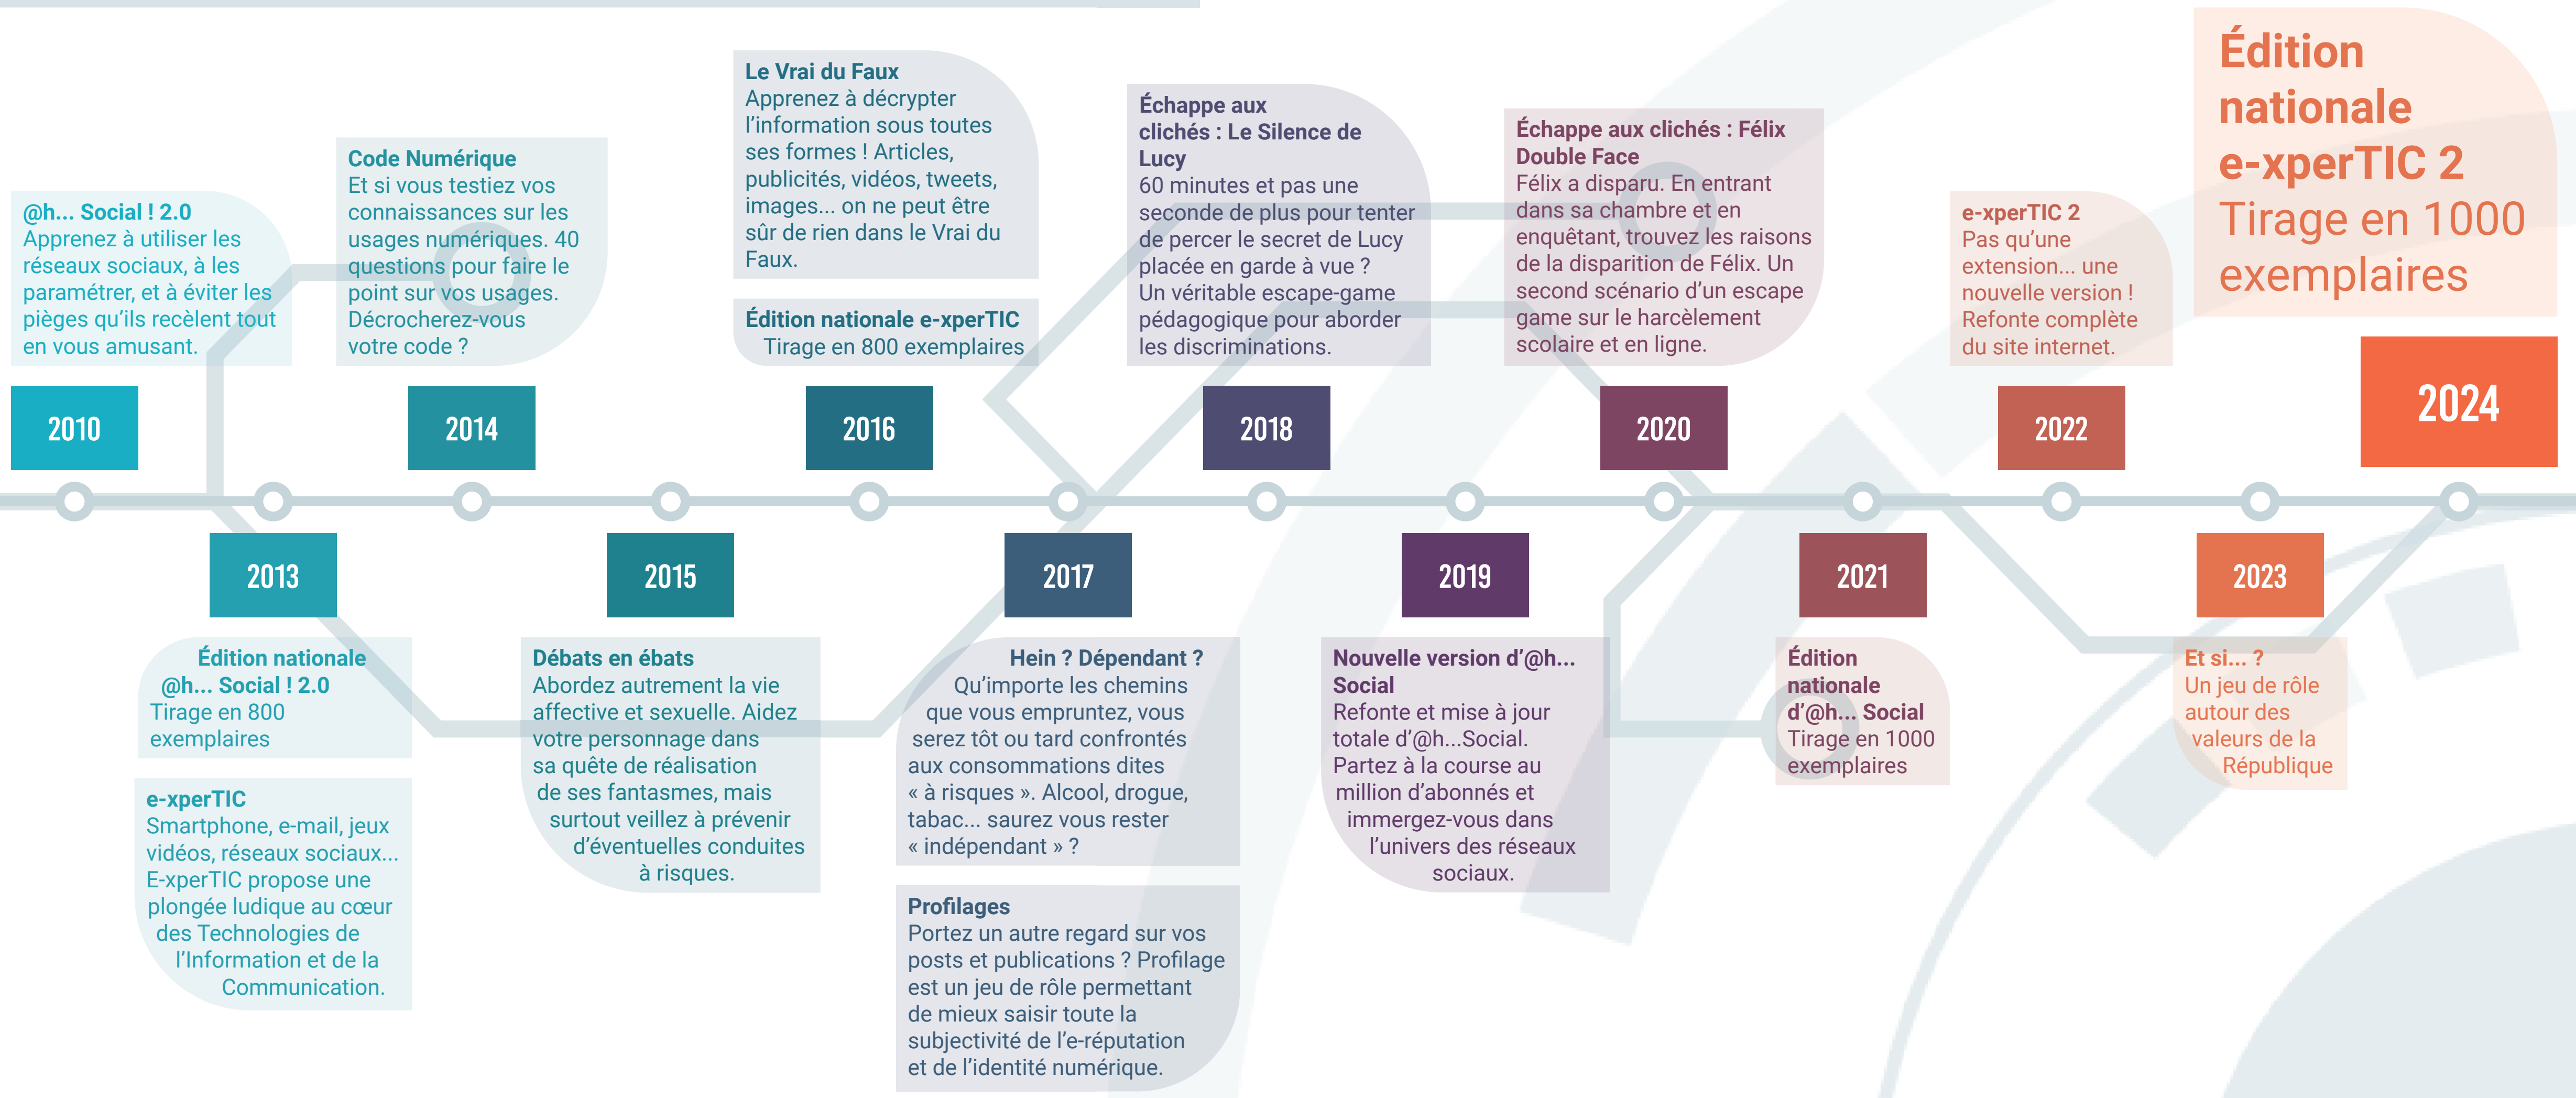 @h... Social ! 2.0
Apprenez à utiliser les
réseaux sociaux, à les
paramétrer, et à éviter les
pièges qu’ils recèlent tout
en vous amusant.
2010
Édition nationale
@h... Social ! 2.0
Tirage en 800
exemplaires
e-xperTIC
Smartphone, e-mail, jeux
vidéos, réseaux sociaux...
E-xperTIC propose une
plongée ludique au cœur
des Technologies de
l’Information et de la
Communication.
2013
Code Numérique
Et si vous testiez vos
connaissances sur les
usages numériques. 40
questions pour faire le
point sur vos usages.
Décrocherez-vous
votre code ?
2014
2015
Débats en ébats
Abordez autrement la vie
affective et sexuelle. Aidez
votre personnage dans
sa quête de réalisation
de ses fantasmes, mais
surtout veillez à prévenir
d’éventuelles conduites
à risques.
Le Vrai du Faux
Apprenez à décrypter
l’information sous toutes
ses formes ! Articles,
publicités, vidéos, tweets,
images... on ne peut être
sûr de rien dans le Vrai du
Faux.
Édition nationale e-xperTIC
Tirage en 800 exemplaires
2016
2017
Hein ? Dépendant ?
Qu’importe les chemins
que vous empruntez, vous
serez tôt ou tard confrontés
aux consommations dites
« à risques ». Alcool, drogue,
tabac... saurez vous rester
« indépendant » ?
Profilages
Portez un autre regard sur vos
posts et publications ? Profilage
est un jeu de rôle permettant
de mieux saisir toute la
subjectivité de l’e-réputation
et de l’identité numérique.
Échappe aux
clichés : Le Silence de
Lucy
60 minutes et pas une
seconde de plus pour tenter
de percer le secret de Lucy
placée en garde à vue ?
Un véritable escape-game
pédagogique pour aborder
les discriminations.
2018
2019
Nouvelle version d’@h...
Social
Refonte et mise à jour
totale d’@h...Social.
Partez à la course au
million d’abonnés et
immergez-vous dans
l’univers des réseaux
sociaux.
Échappe aux clichés : Félix
Double Face
Félix a disparu. En entrant
dans sa chambre et en
enquêtant, trouvez les raisons
de la disparition de Félix. Un
second scénario d’un escape
game sur le harcèlement
scolaire et en ligne.
2020
2021
Édition
nationale
d’@h... Social
Tirage en 1000
exemplaires
e-xperTIC 2
Pas qu’une
extension... une
nouvelle version !
Refonte complète
du site internet.
2022
2023
Et si... ?
Un jeu de rôle
autour des
valeurs de la
République
Édition
nationale
e-xperTIC 2
Tirage en 1000
exemplaires
2024